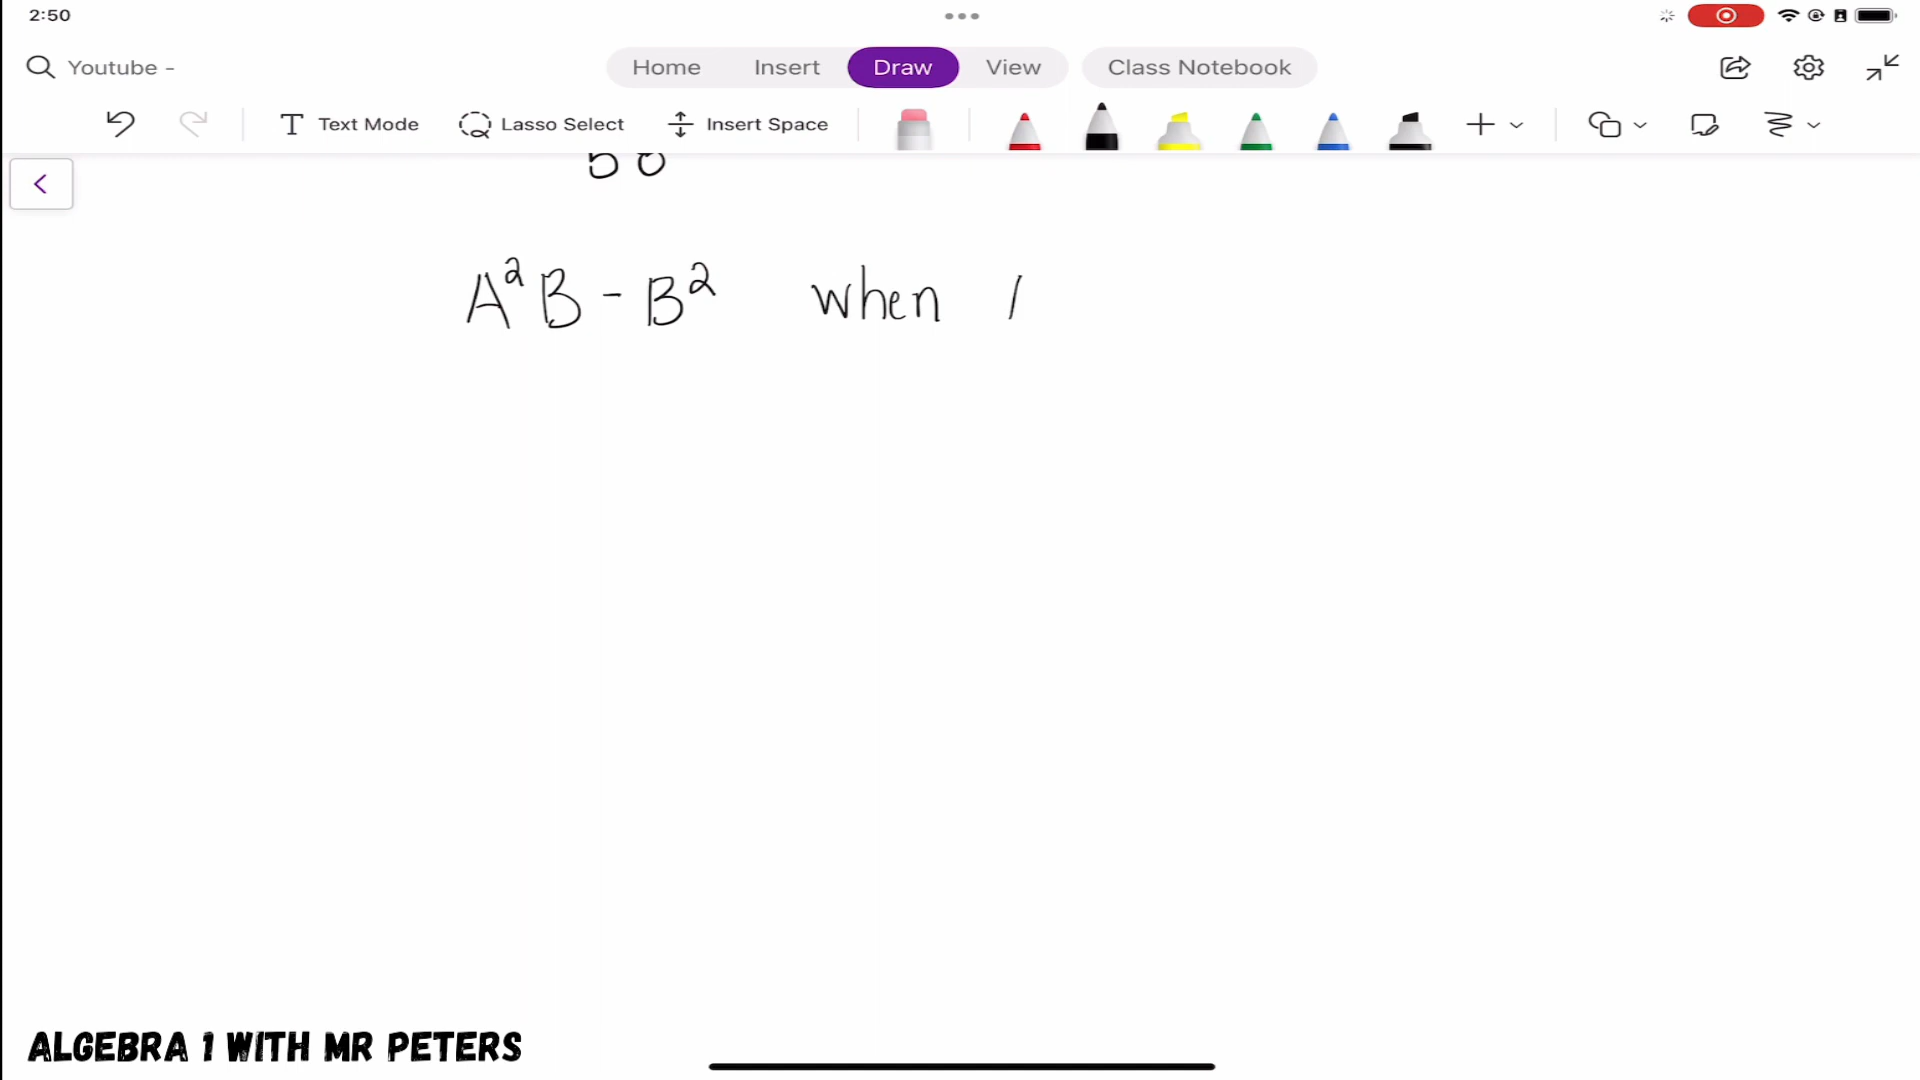 2:50
Youtube -
Home Insert Draw View Class Notebook
Text Mode Lasso Select Insert Space
A²B - B² when
ALGEBRA 1 WITH MR PETERS